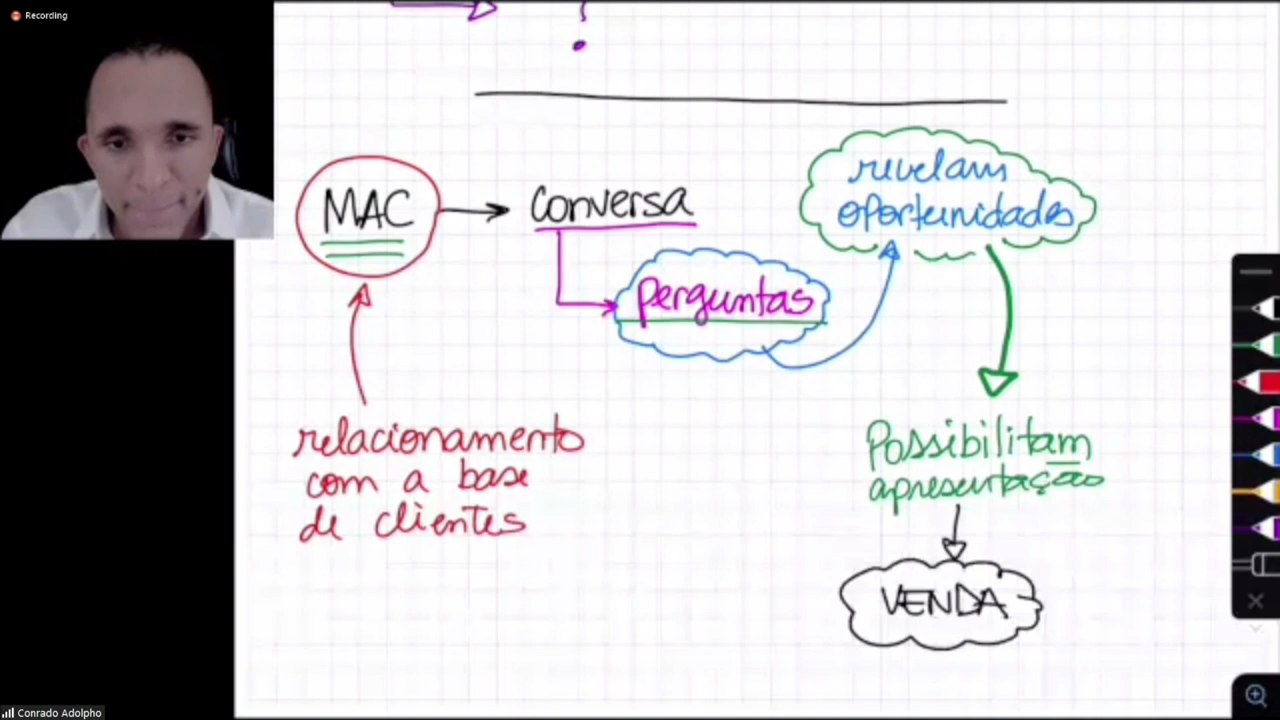 Recording
MAC
conversa
revelam
oportunidades
perguntas
relacionamento
com a base
de clientes
Possibilitam
apresentação
VENDA
Conrado Adolpho